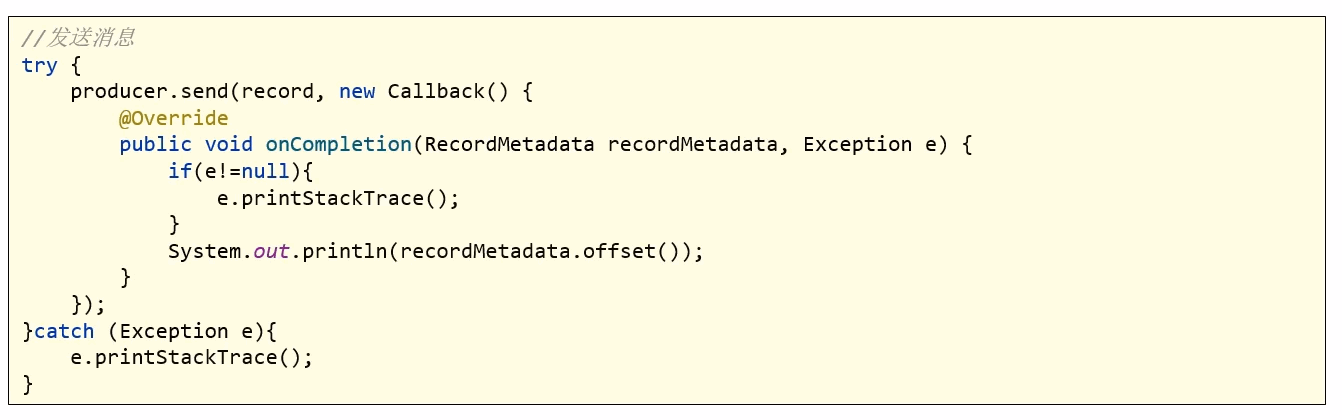 //发送消息
try {
    producer.send(record, new Callback() {
        @Override
        public void onCompletion(RecordMetadata recordMetadata, Exception e) {
            if(e!=null){
                e.printStackTrace();
            }
            System.out.println(recordMetadata.offset());
        }
    });
}catch (Exception e){
    e.printStackTrace();
}